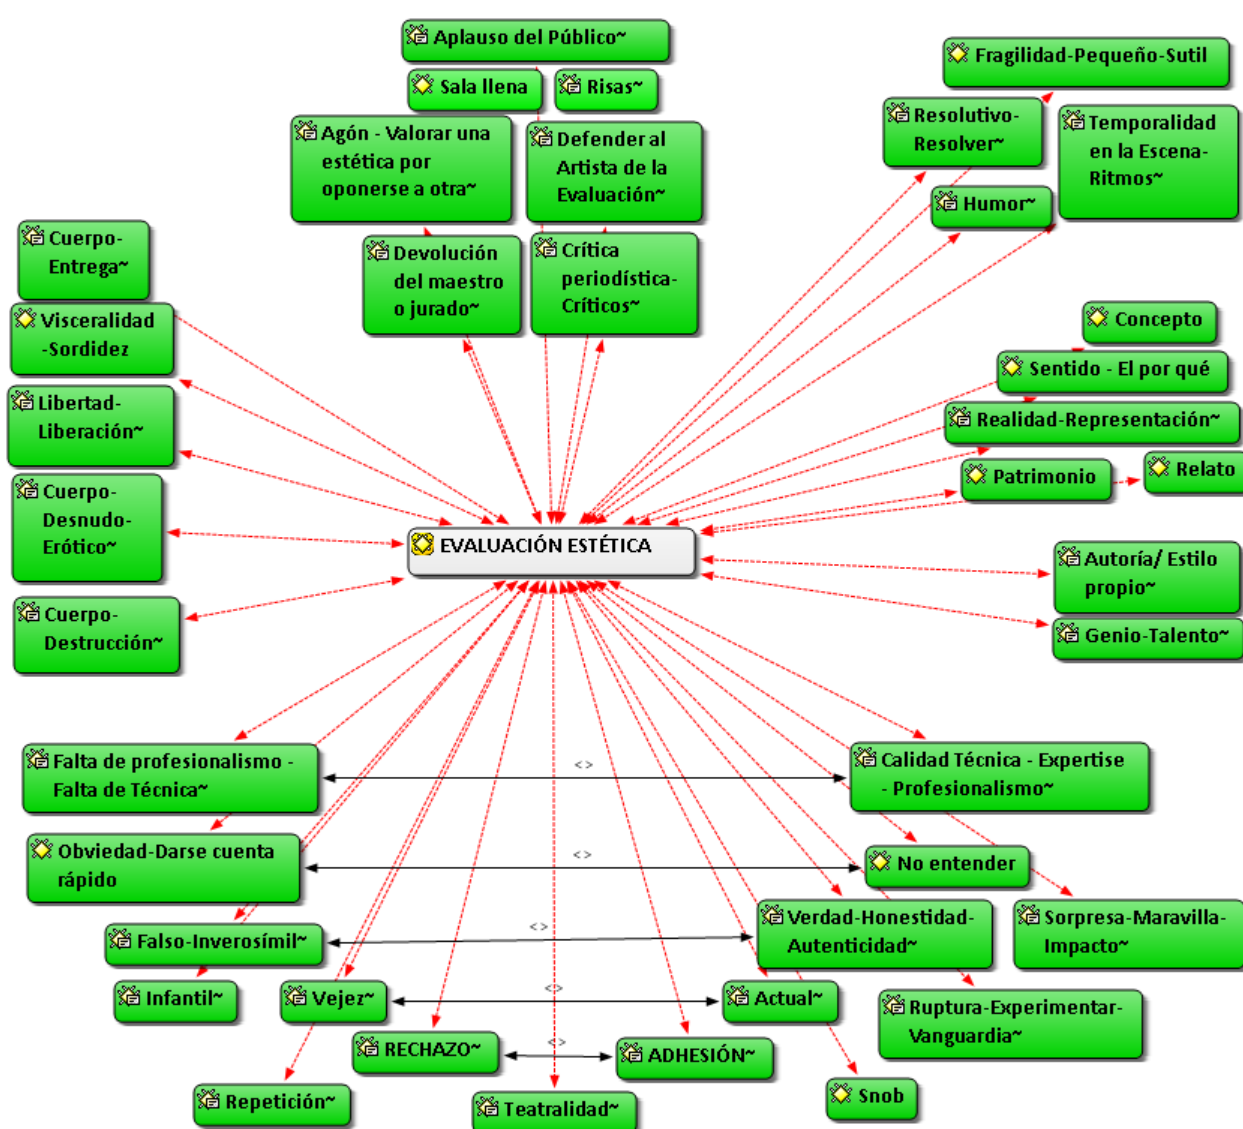 Aplauso del Público~
Sala llena
Risas~
Agón - Valorar una
estética por
oponerse a otra~
Defender al
Artista de la
Evaluación~
Devolución
del maestro
o jurado~
Crítica
periodística-
Críticos~
Fragilidad-Pequeño-Sutil
Resolutivo-
Resolver~
Temporalidad
en la Escena-
Ritmos~
Humor~
Cuerpo-
Entrega~
Visceralidad
-Sordidez
Libertad-
Liberación~
Cuerpo-
Desnudo-
Erótico~
Cuerpo-
Destrucción~
Concepto
Sentido - El por qué
Realidad-Representación~
Patrimonio
Relato
EVALUACIÓN ESTÉTICA
Autoría/ Estilo
propio~
Genio-Talento~
Falta de profesionalismo -
Falta de Técnica~
<>
Calidad Técnica - Expertise
- Profesionalismo~
Obviedad-Darse cuenta
rápido
<>
No entender
Falso-Inverosímil~
<>
Verdad-Honestidad-
Autenticidad~
Sorpresa-Maravilla-
Impacto~
Infantil~
Vejez~
<>
Actual~
Ruptura-Experimentar-
Vanguardia~
RECHAZO~
<>
ADHESIÓN~
Repetición~
Teatralidad~
Snob